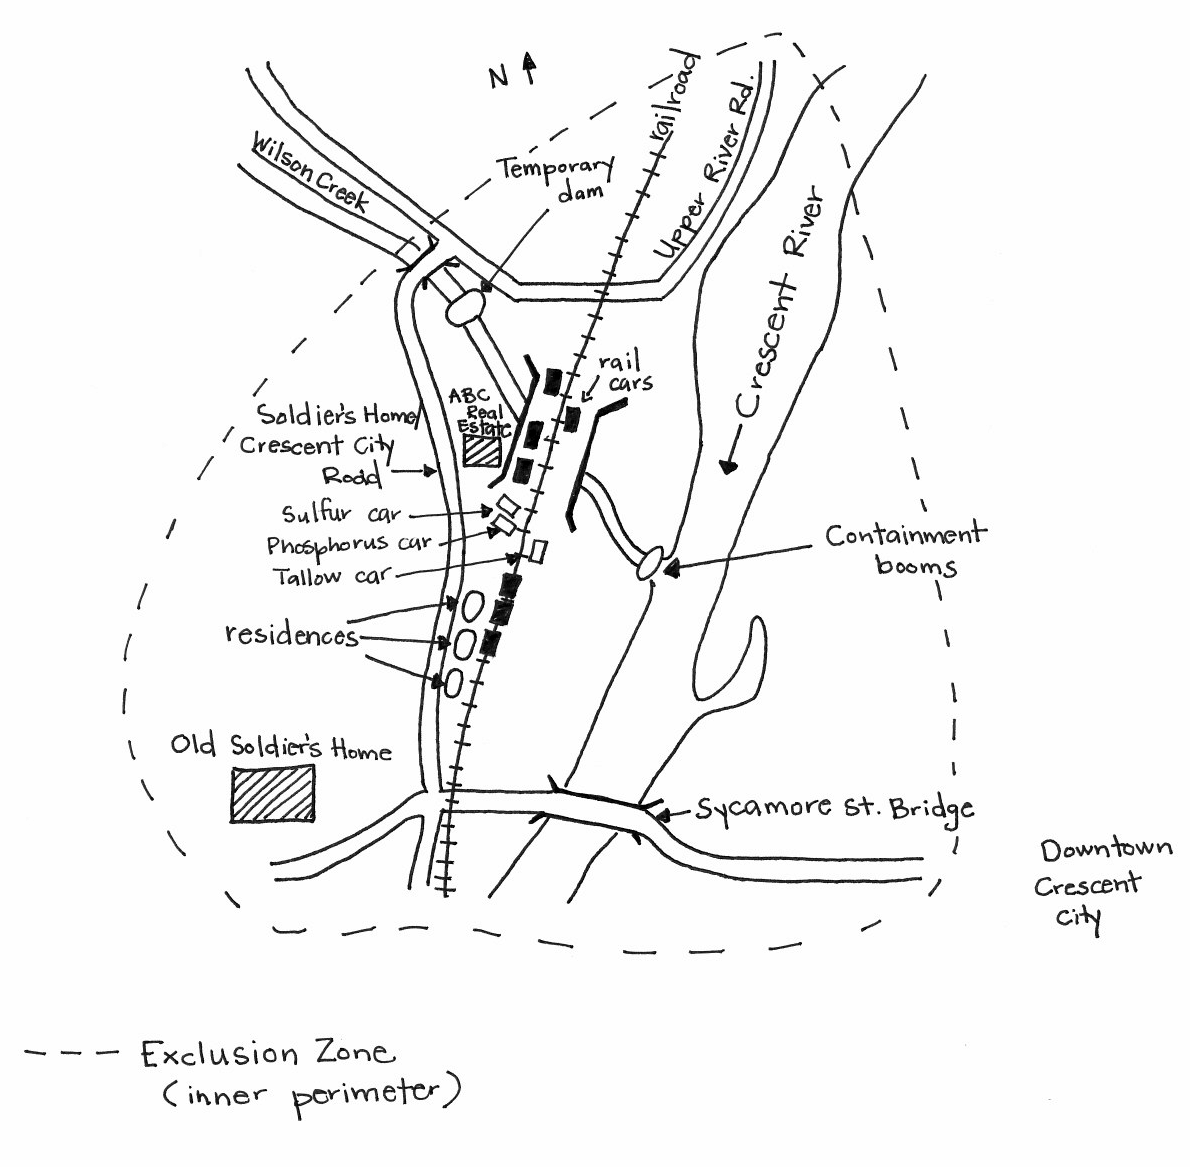 N
railroad
Upper River Rd.
Wilson Creek
Temporary
dam
Crescent River
rail
cars
ABC
Real
Estate
Soldier's Home/
Crescent City
Rodd
Sulfur car
Phosphorus car
Tallow car
Containment
booms
residences
Old Soldier's Home
Sycamore St. Bridge
Downtown
Crescent
City
Exclusion Zone
(inner perimeter)